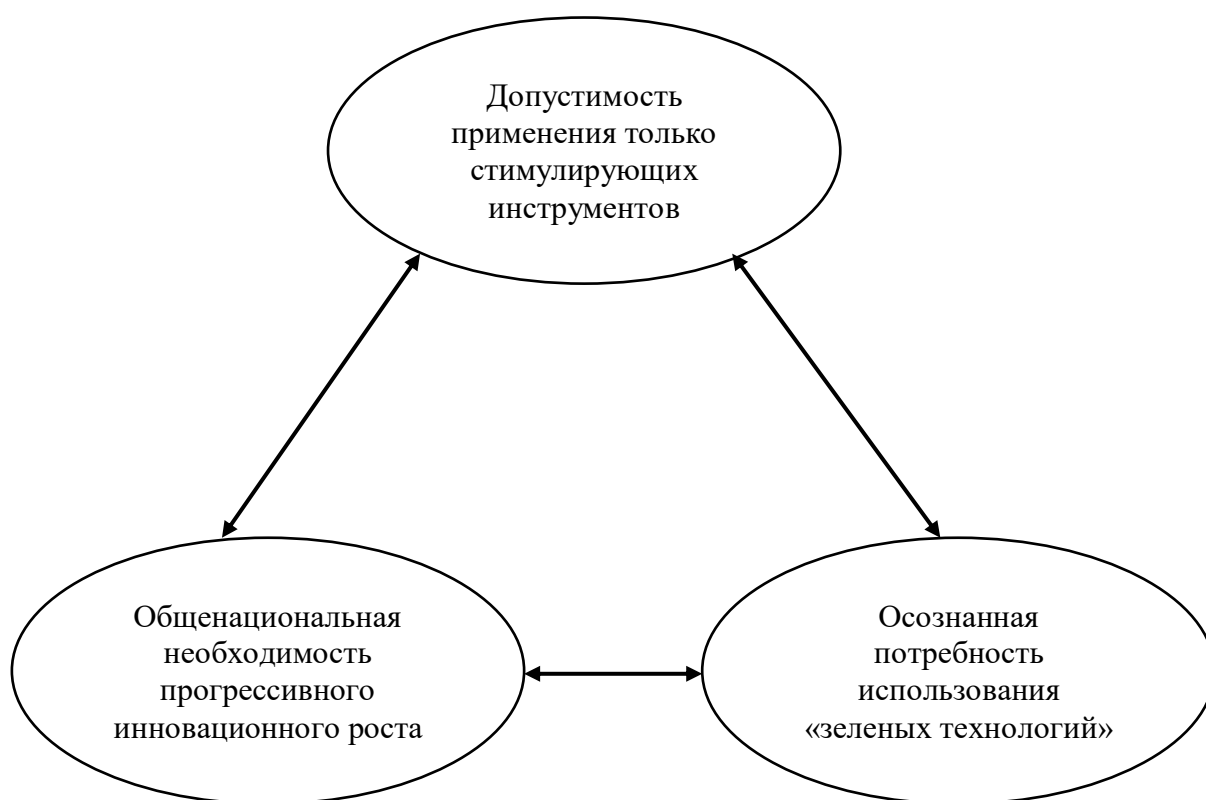 Допустимость
применения только
стимулирующих
инструментов
Общенациональная
необходимость
прогрессивного
инновационного роста
Осознанная
потребность
использования
«зеленых технологий»